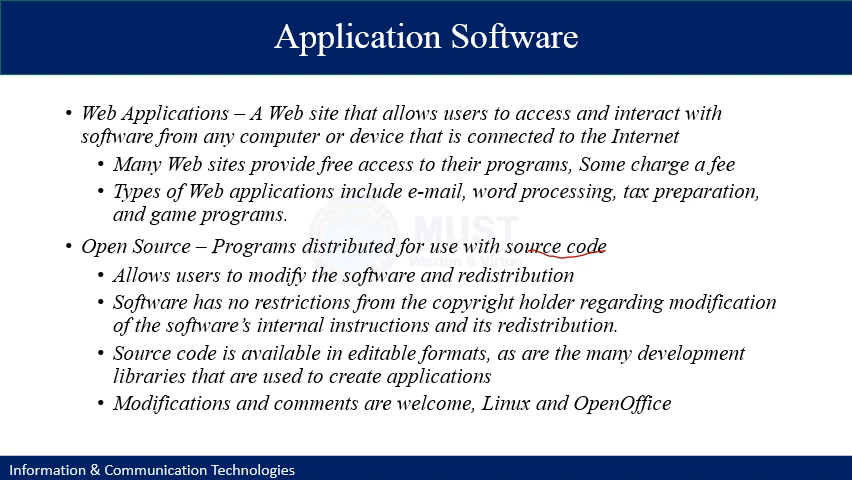 Application Software
• Web Applications – A Web site that allows users to access and interact with
software from any computer or device that is connected to the Internet
• Many Web sites provide free access to their programs, Some charge a fee
• Types of Web applications include e-mail, word processing, tax preparation,
and game programs.
MUST
Wisdom & Virtue
• Open Source – Programs distributed for use with source code
• Allows users to modify the software and redistribution
• Software has no restrictions from the copyright holder regarding modification
of the software's internal instructions and its redistribution.
• Source code is available in editable formats, as are the many development
libraries that are used to create applications
• Modifications and comments are welcome, Linux and OpenOffice
Information & Communication Technologies